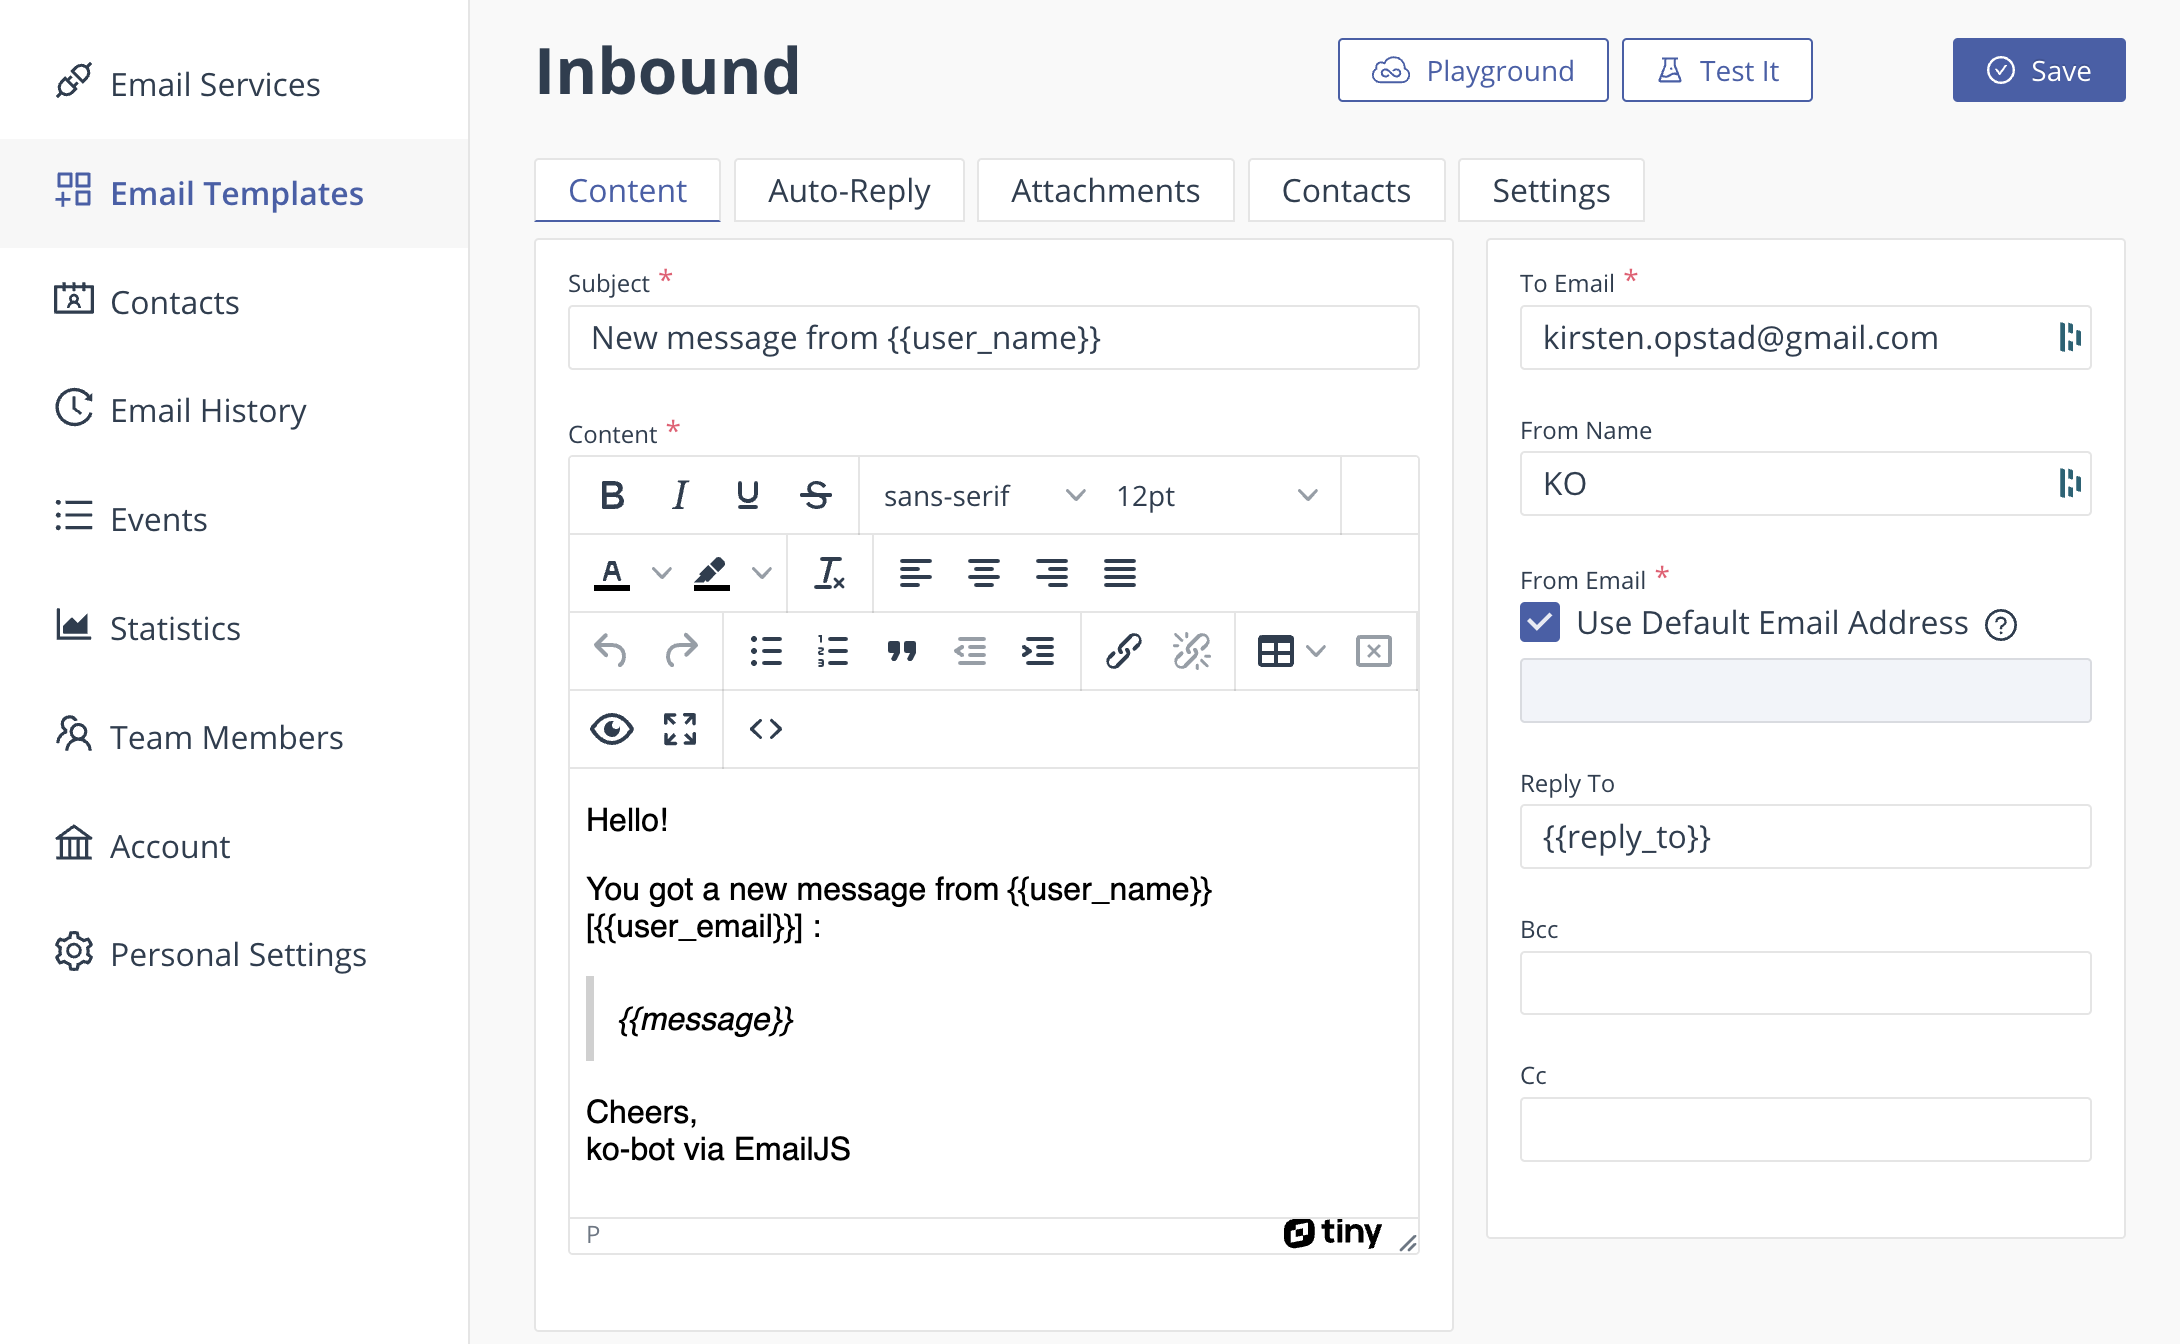 Email Services
Email Templates
Contacts
Email History
Events
Statistics
Team Members
Account
Personal Settings
Inbound
Playground
Test It
Save
Content
Auto-Reply
Attachments
Contacts
Settings
Subject *
New message from {{user_name}}
Content *
B I U S sans-serif 12pt
A
Hello!
You got a new message from {{user_name}}
[{{user_email}}] :
{{message}}
Cheers,
ko-bot via EmailJS
P
tiny
To Email *
kirsten.opstad@gmail.com
From Name
KO
From Email *
Use Default Email Address ?
Reply To
{{reply_to}}
Bcc
Cc